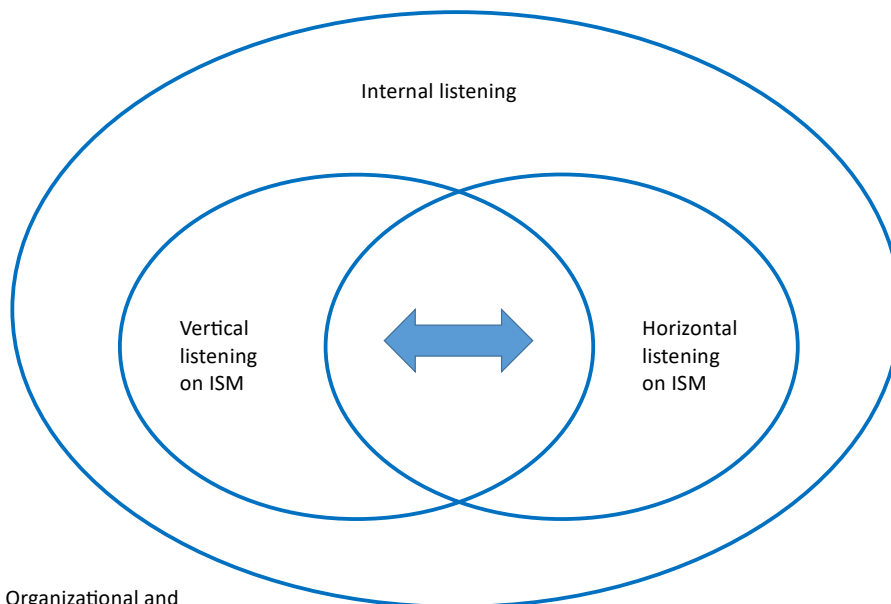 Internal listening
Vertical
listening
on ISM
Horizontal
listening
on ISM
Organizational and